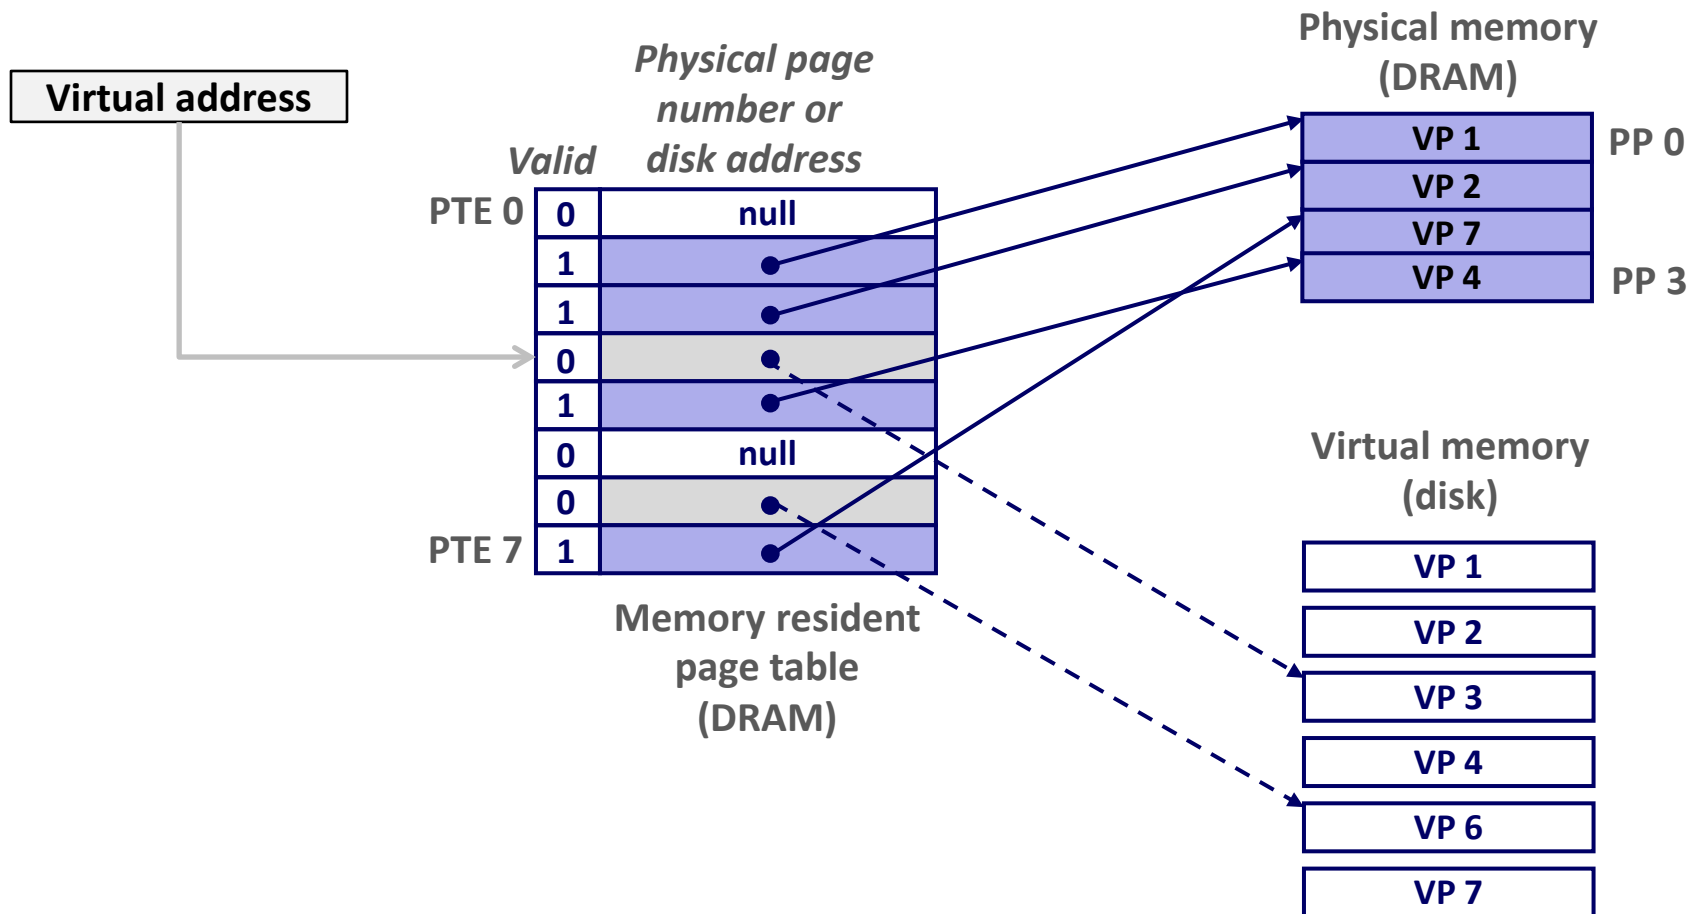 Virtual address
Physical page
number or
disk address
Valid
PTE 0
0
null
1
1
0
1
0
null
0
PTE 7
1
Memory resident
page table
(DRAM)
Physical memory
(DRAM)
VP 1
PP 0
VP 2
VP 7
VP 4
PP 3
Virtual memory
(disk)
VP 1
VP 2
VP 3
VP 4
VP 6
VP 7